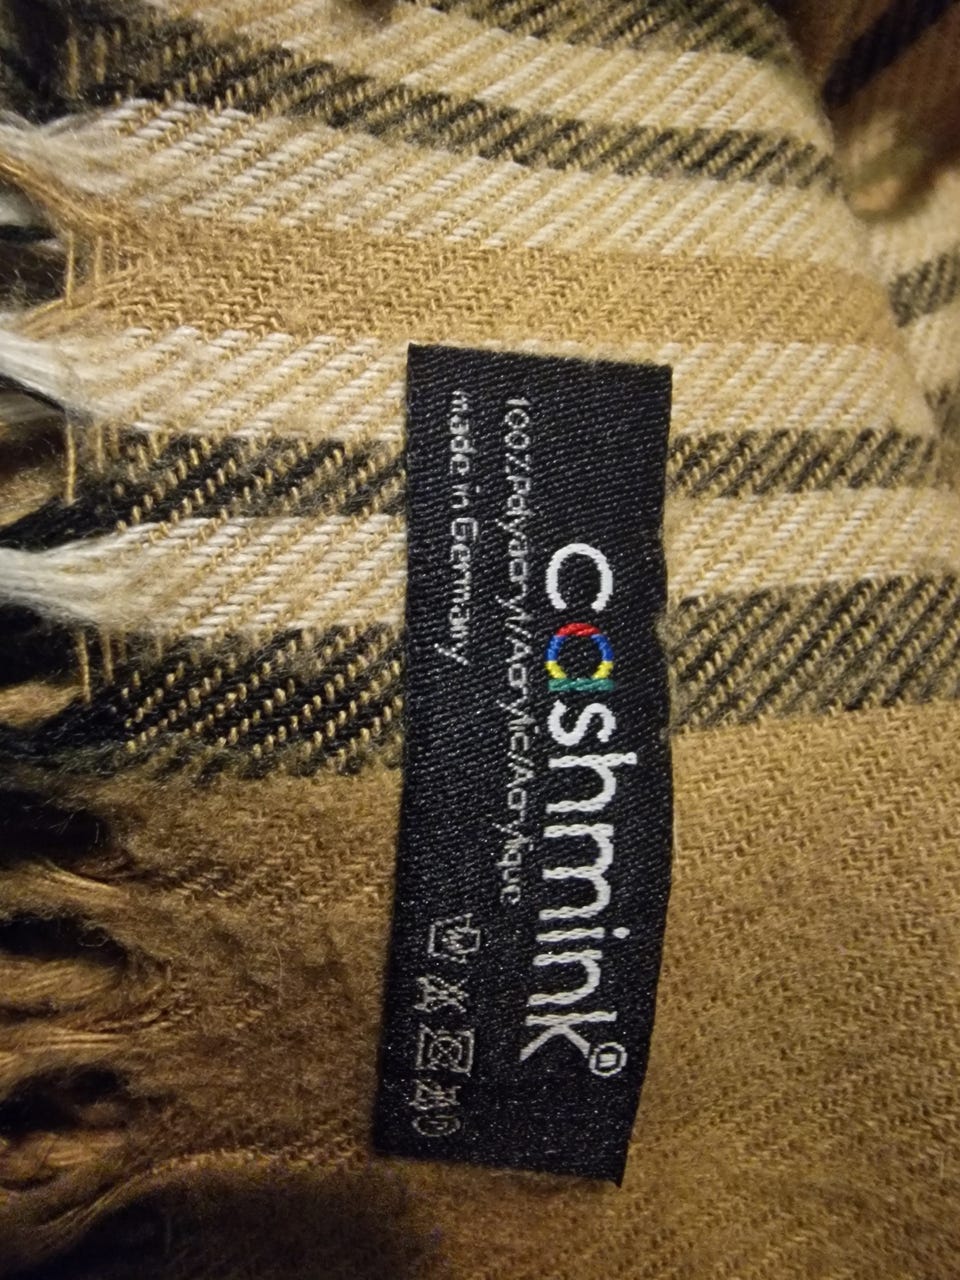 cashmink®
100%Polyacryl/Acrylic/Acrylique
made in Germany